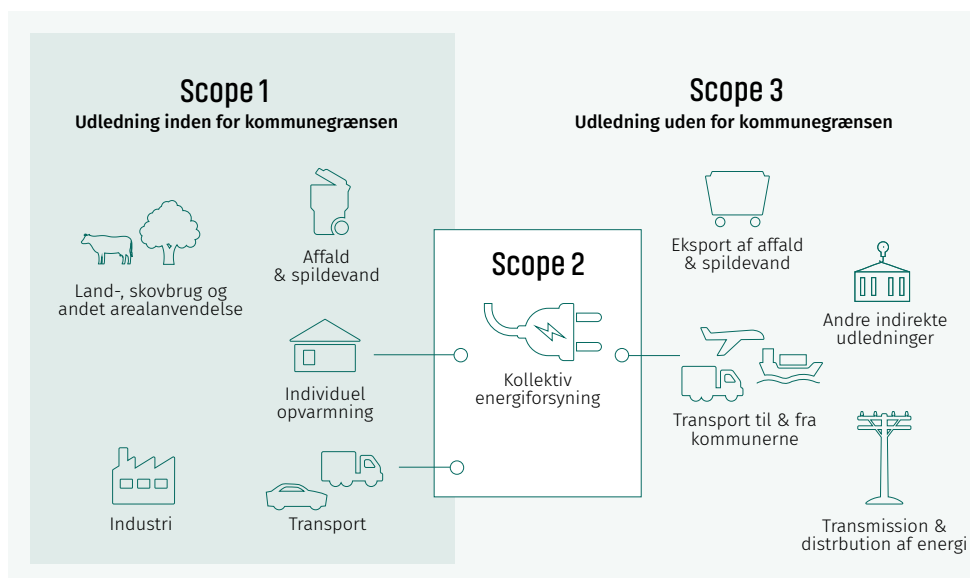 Scope 1
Udledning inden for kommunegrænsen
Affald
& spildevand
Land-, skovbrug og
andet arealanvendelse
Individuel
opvarmning
Industri
Transport
Scope 2
Kollektiv
energiforsyning
Scope 3
Udledning uden for kommunegrænsen
Eksport af affald
& spildevand
Andre indirekte
udledninger
Transport til & fra
kommunerne
Transmission &
distrbution af energi